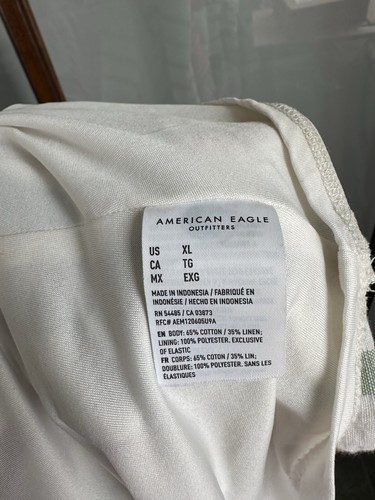 AMERICAN EAGLE
OUTFITTERS
US XL
CA TG
MX EXG
MADE IN INDONESIA / FABRIQUÉ EN
INDONÉSIE / HECHO EN INDONESIA
RN 54485 / CA 03873
RFC# AEM120605U9A
EN BODY: 65% COTTON / 35% LINEN;
LINING: 100% POLYESTER. EXCLUSIVE
OF ELASTIC
FR CORPS: 65% COTON / 35% LIN;
DOUBLURE: 100% POLYESTER. SANS LES
ÉLASTIQUES